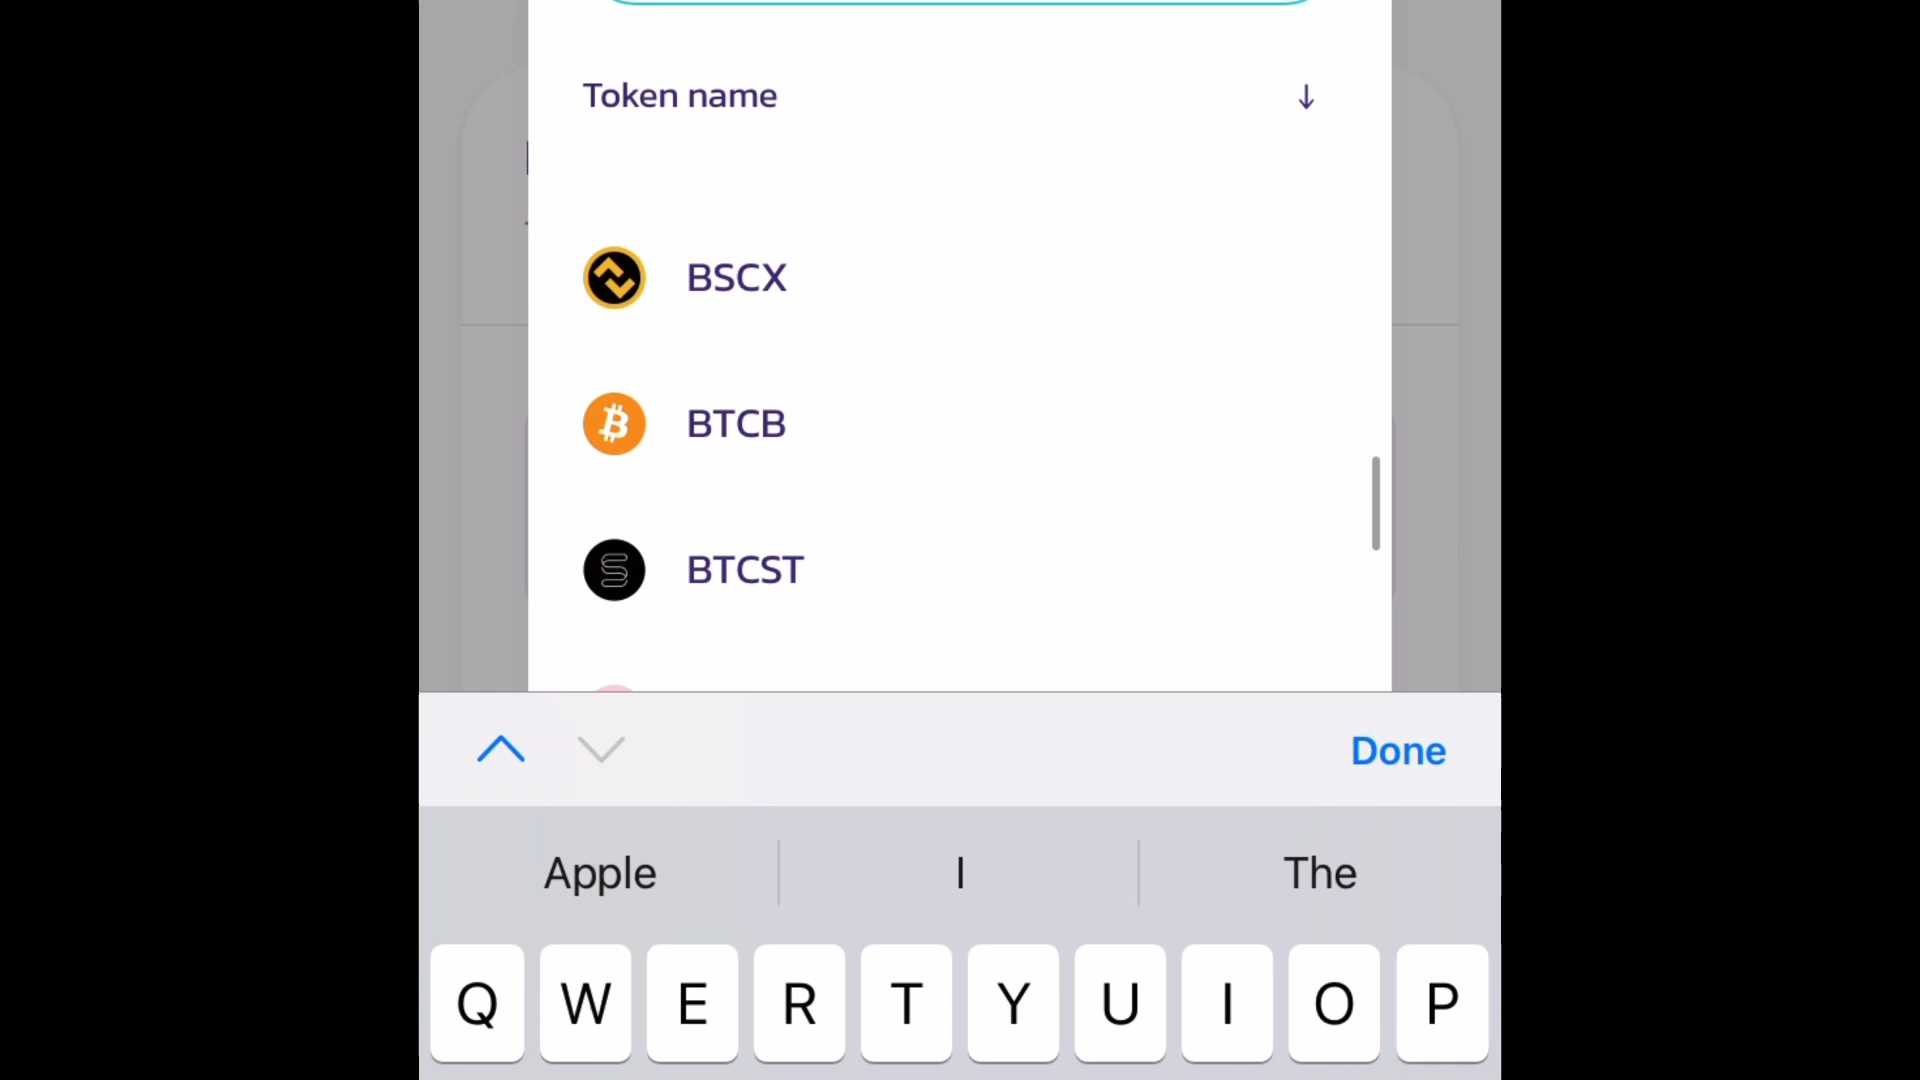 Token name
BSCX
BTCB
BTCST
Done
Apple I The
Q W E R T Y U I O P